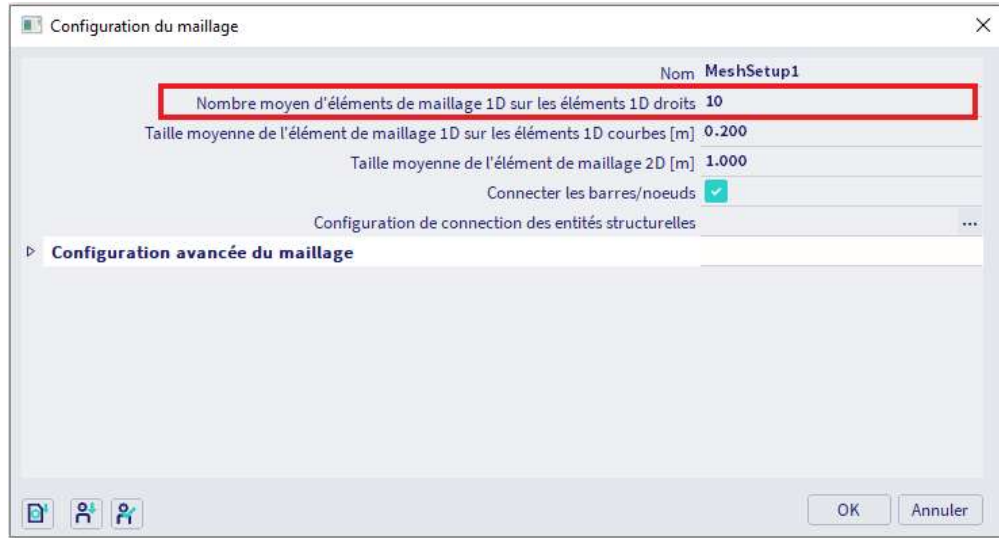 Configuration du maillage
Nom MeshSetup1
Nombre moyen d'éléments de maillage 1D sur les éléments 1D droits 10
Taille moyenne de l'élément de maillage 1D sur les éléments 1D courbes [m] 0.200
Taille moyenne de l'élément de maillage 2D [m] 1.000
Connecter les barres/noeuds
Configuration de connection des entités structurelles ...
Configuration avancée du maillage
OK Annuler